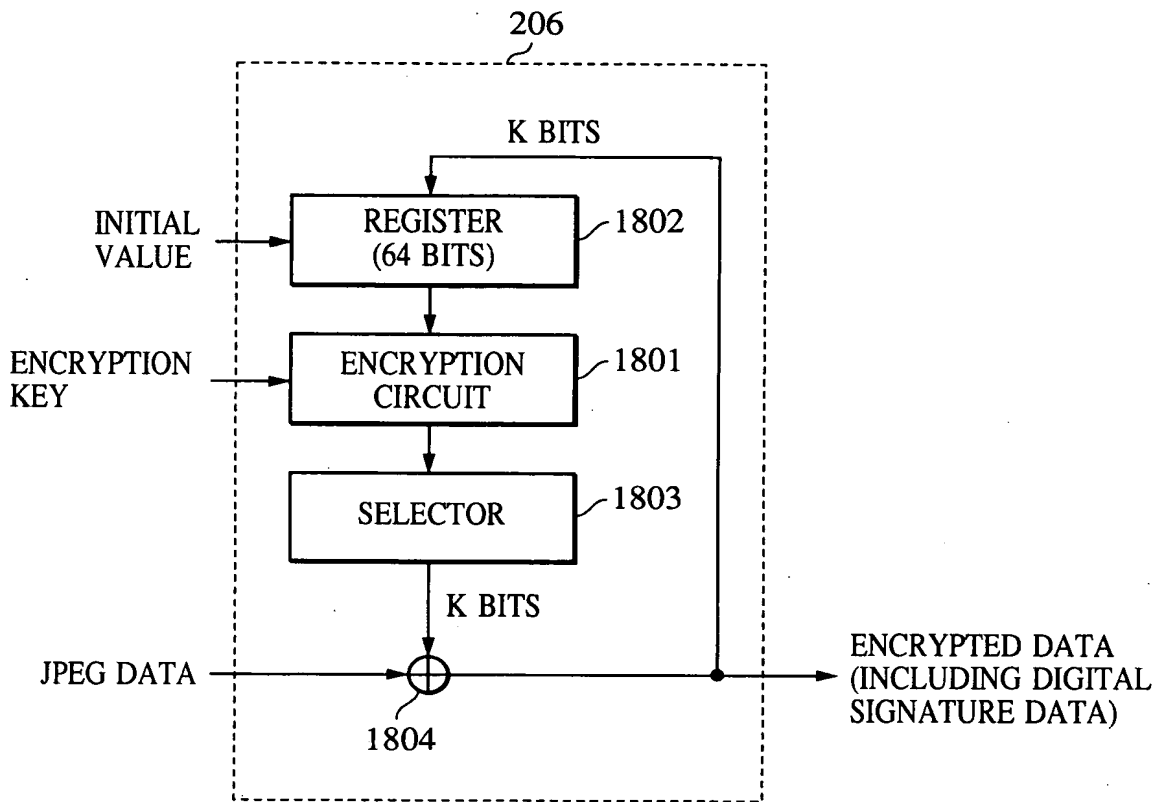 206
K BITS
INITIAL
VALUE
REGISTER
(64 BITS)
1802
ENCRYPTION
KEY
ENCRYPTION
CIRCUIT
1801
SELECTOR
1803
K BITS
JPEG DATA
1804
ENCRYPTED DATA
(INCLUDING DIGITAL
SIGNATURE DATA)